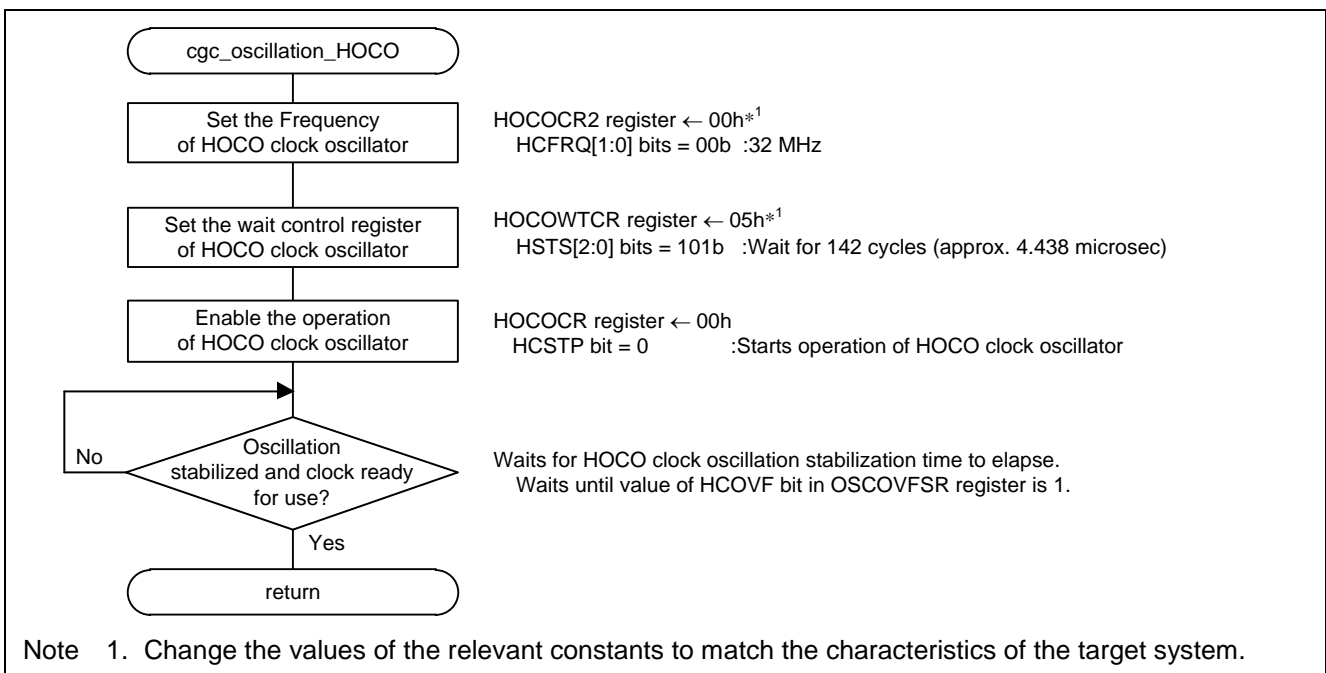 cgc_oscillation_HOCO
Set the Frequency
of HOCO clock oscillator
HOCOCR2 register ← 00h*1
HCFRQ[1:0] bits = 00b :32 MHz
Set the wait control register
of HOCO clock oscillator
HOCOWTCR register ← 05h*1
HSTS[2:0] bits = 101b :Wait for 142 cycles (approx. 4.438 microsec)
Enable the operation
of HOCO clock oscillator
HOCOCR register ← 00h
HCSTP bit = 0 :Starts operation of HOCO clock oscillator
No
Oscillation
stabilized and clock ready
for use?
Waits for HOCO clock oscillation stabilization time to elapse.
Waits until value of HCOVF bit in OSCOVFSR register is 1.
Yes
return
Note 1. Change the values of the relevant constants to match the characteristics of the target system.